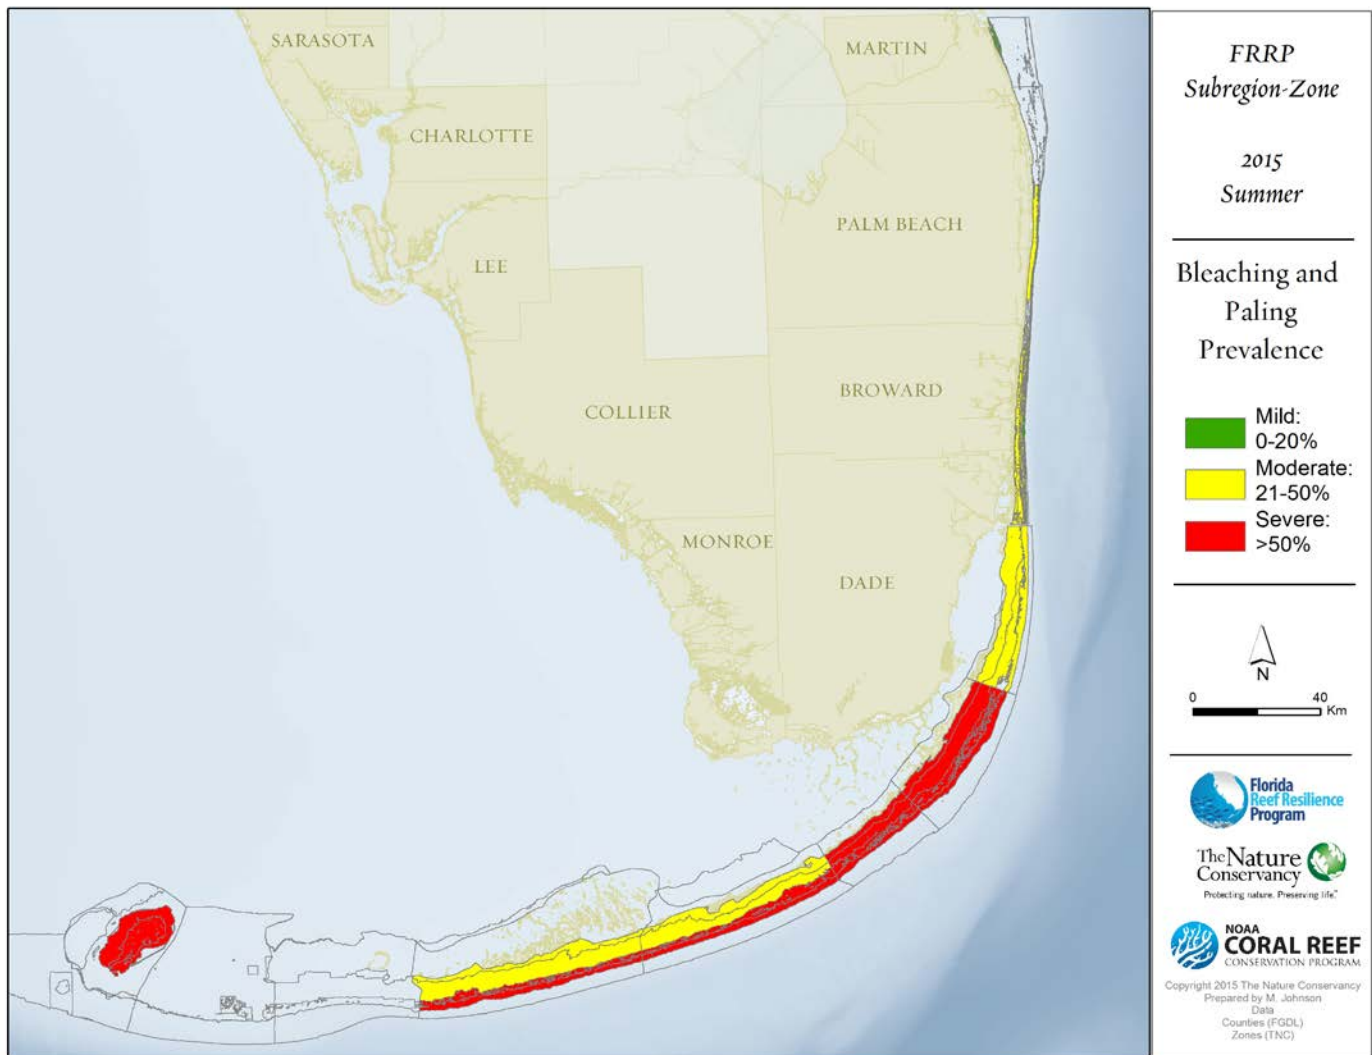 SARASOTA
MARTIN
CHARLOTTE
PALM BEACH
LEE
BROWARD
COLLIER
MONROE
DADE
FRRP
Subregion-Zone
2015
Summer
Bleaching and
Paling
Prevalence
Mild:
0-20%
Moderate:
21-50%
Severe:
>50%
N
0 40
Km
Florida
Reef Resilience
Program
The Nature
Conservancy
Protecting nature. Preserving life.™
NOAA
CORAL REEF
CONSERVATION PROGRAM
Copyright 2015 The Nature Conservancy
Prepared by M. Johnson
Data
Counties (FGDL)
Zones (TNC)